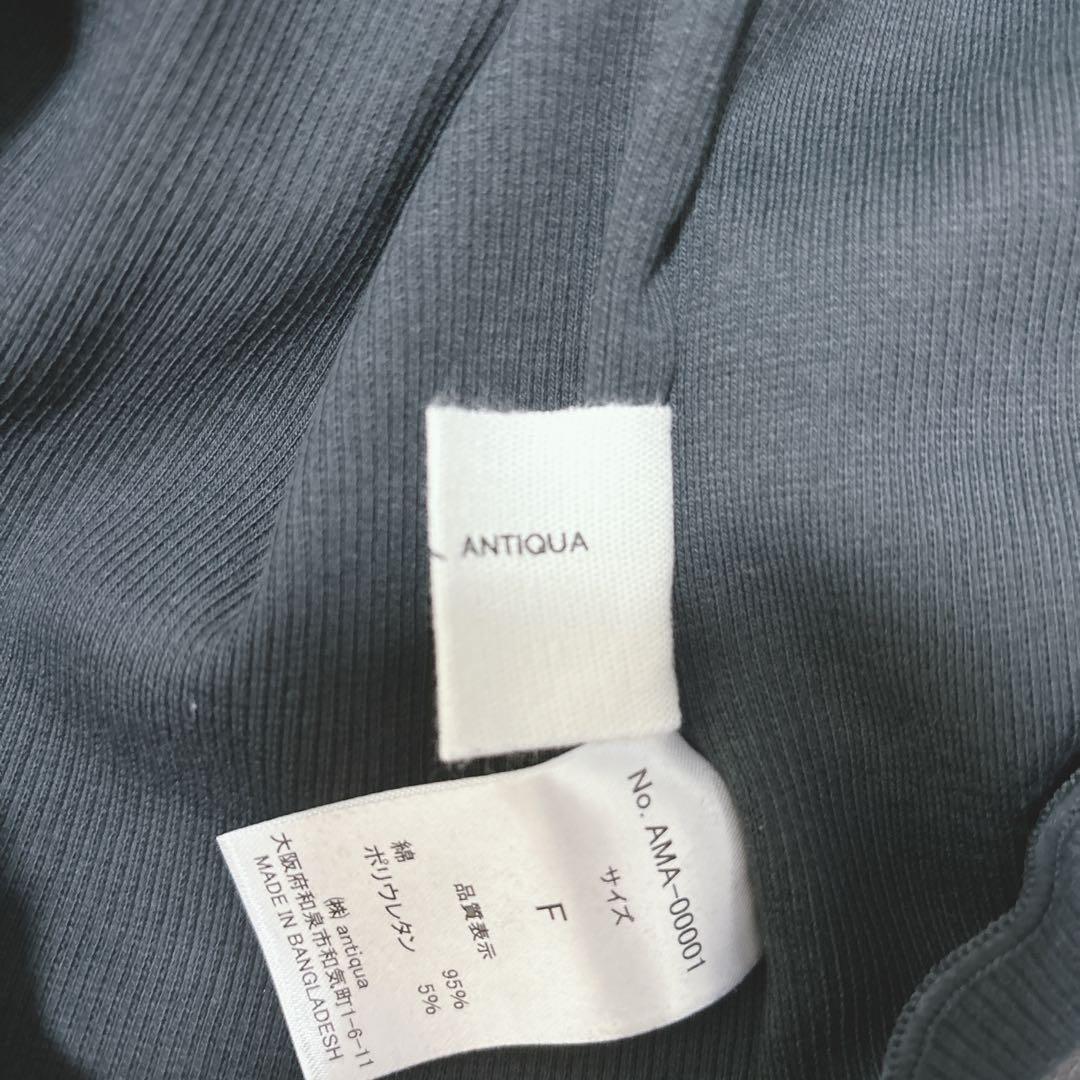 ANTIQUA
No. AMA-00001
サイズ
F
品質表示
綿 95%
ポリウレタン 5%
㈱ antiqua
大阪府和泉市和気町1-6-11
MADE IN BANGLADESH